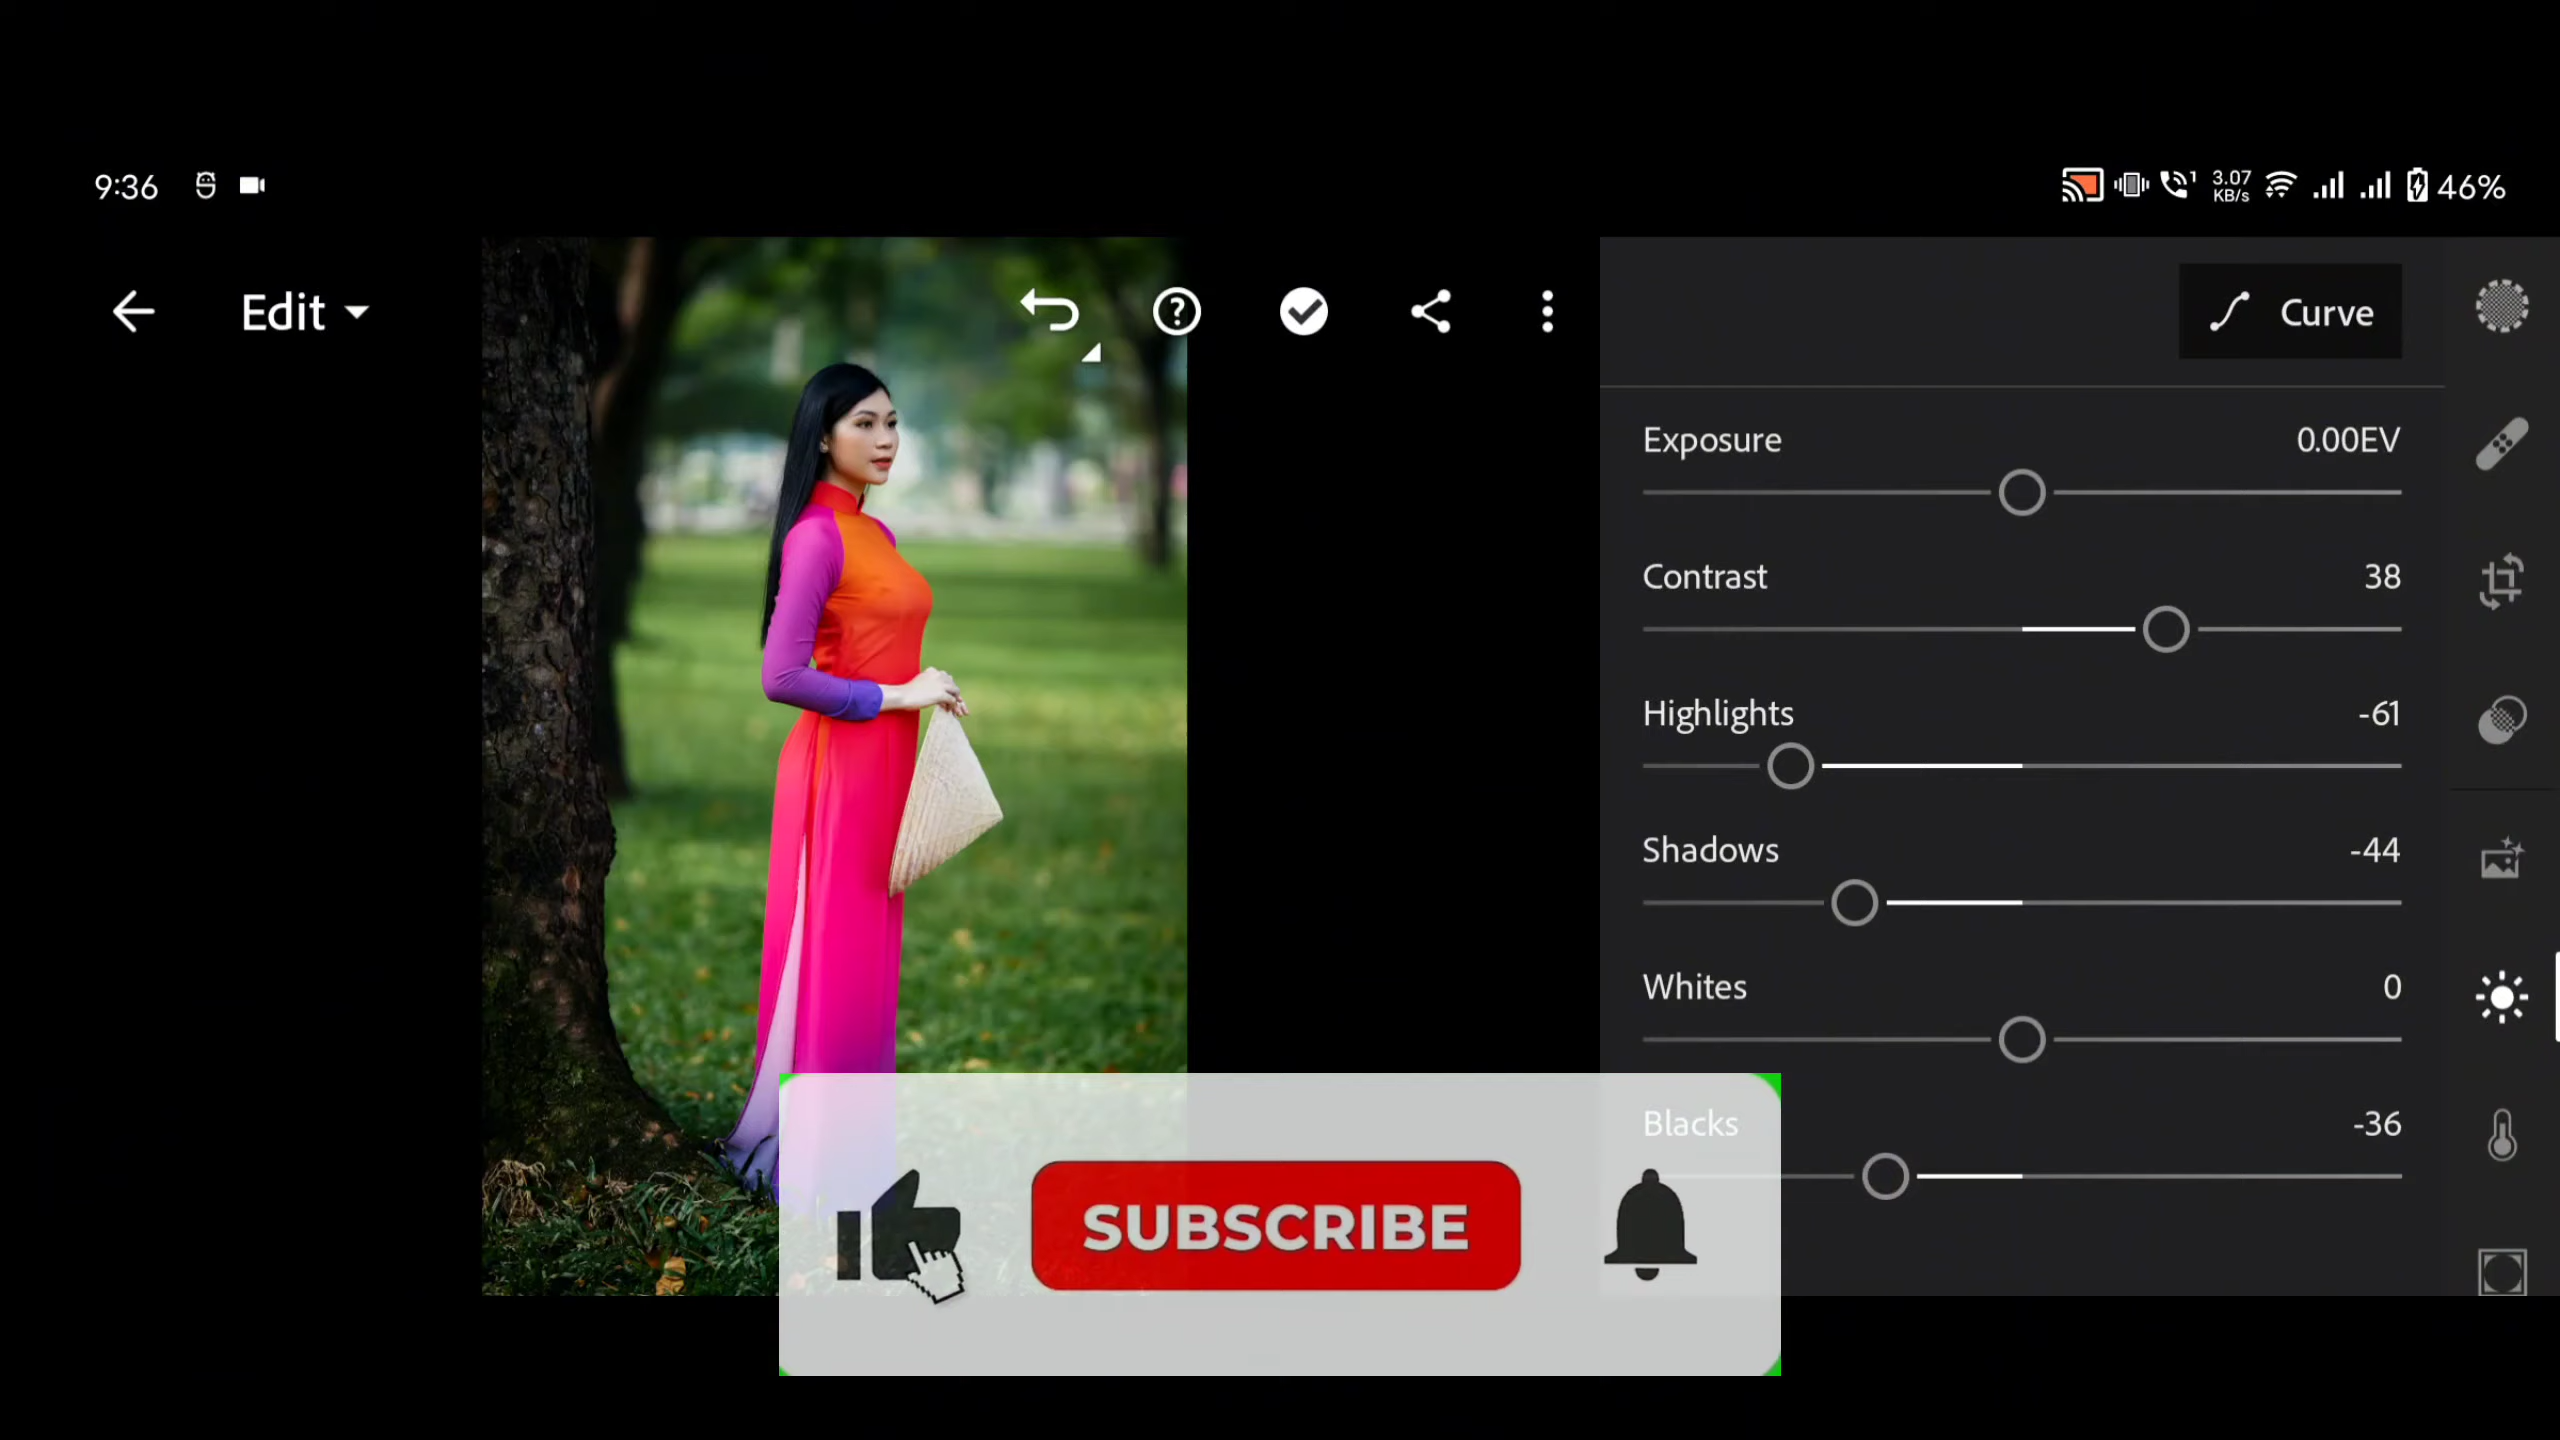 9:36
1
3.07
KB/s
46%
Edit
?
Curve
Exposure 0.00EV
Contrast 38
Highlights -61
Shadows -44
Whites 0
Blacks -36
SUBSCRIBE